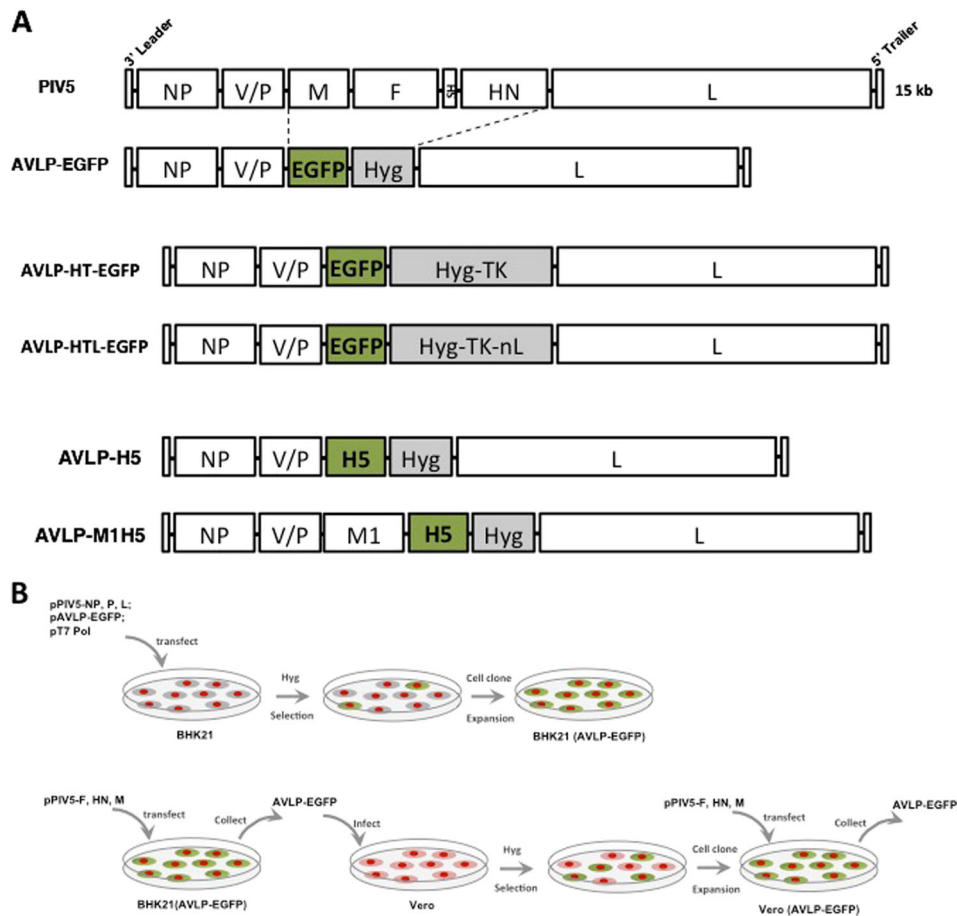 A
3' Leader
5' Trailer
PIV5 NP V/P M F SH HN L 15 kb
AVLP-EGFP NP V/P EGFP Hyg L
AVLP-HT-EGFP NP V/P EGFP Hyg-TK L
AVLP-HTL-EGFP NP V/P EGFP Hyg-TK-nL L
AVLP-H5 NP V/P H5 Hyg L
AVLP-M1H5 NP V/P M1 H5 Hyg L
B
pPIV5-NP, P, L;
pAVLP-EGFP;
pT7 Pol
transfect
Hyg
Selection
Cell clone
Expansion
BHK21
BHK21 (AVLP-EGFP)
pPIV5-F, HN, M
transfect
Collect
AVLP-EGFP
Infect
Hyg
Selection
Cell clone
Expansion
pPIV5-F, HN, M
transfect
Collect
AVLP-EGFP
BHK21(AVLP-EGFP)
Vero
Vero (AVLP-EGFP)